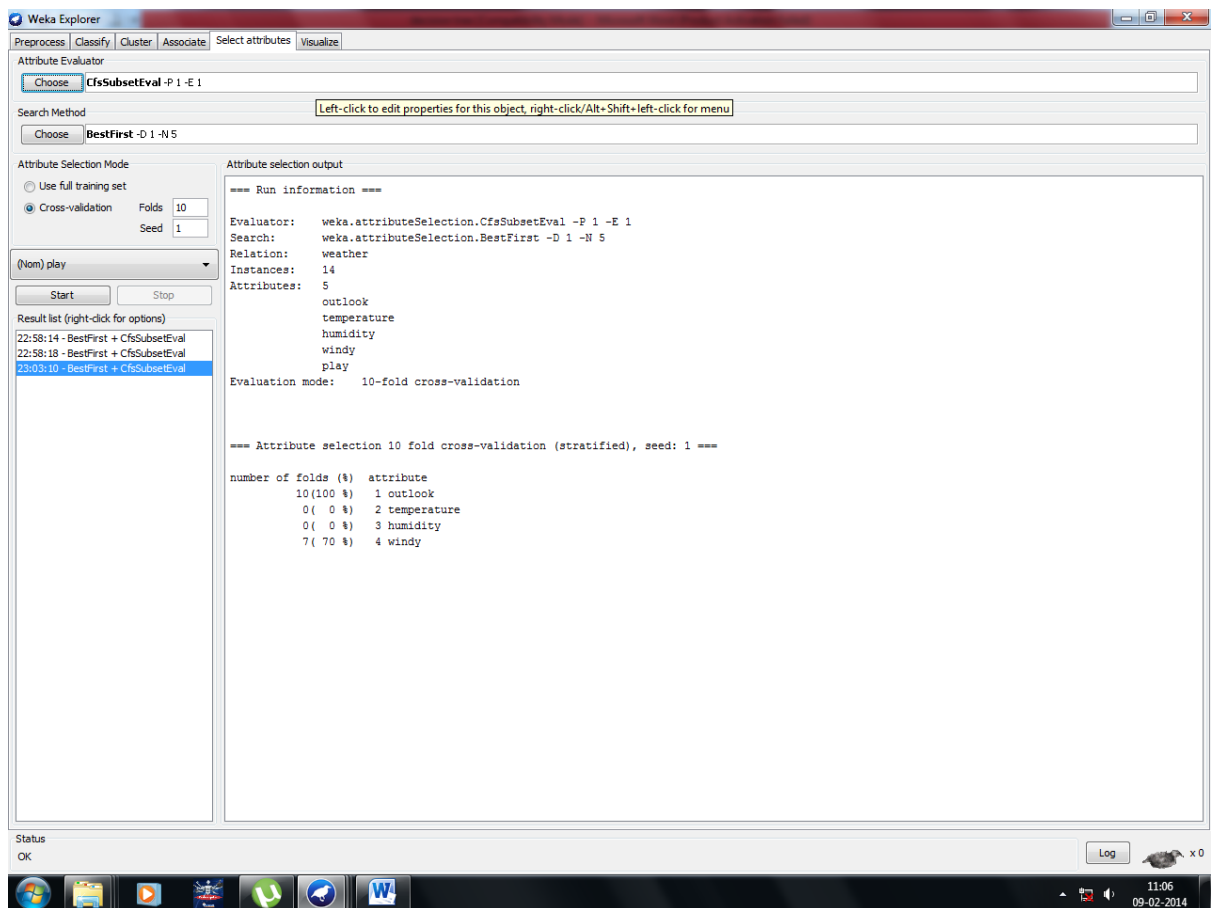 Weka Explorer
Preprocess Classify Cluster Associate Select attributes Visualize
Attribute Evaluator
Choose CfsSubsetEval -P 1 -E 1
Left-click to edit properties for this object, right-click/Alt+Shift+left-click for menu
Search Method
Choose BestFirst -D 1 -N 5
Attribute Selection Mode
Use full training set
Cross-validation Folds 10
Seed 1
(Nom) play
Start Stop
Result list (right-click for options)
22:58:14 - BestFirst + CfsSubsetEval
22:58:18 - BestFirst + CfsSubsetEval
23:03:10 - BestFirst + CfsSubsetEval
Attribute selection output
=== Run information ===
Evaluator: weka.attributeSelection.CfsSubsetEval -P 1 -E 1
Search: weka.attributeSelection.BestFirst -D 1 -N 5
Relation: weather
Instances: 14
Attributes: 5
outlook
temperature
humidity
windy
play
Evaluation mode: 10-fold cross-validation
=== Attribute selection 10 fold cross-validation (stratified), seed: 1 ===
number of folds (%) attribute
10(100 %) 1 outlook
0( 0 %) 2 temperature
0( 0 %) 3 humidity
7( 70 %) 4 windy
Status
OK
Log x 0
11:06
09-02-2014